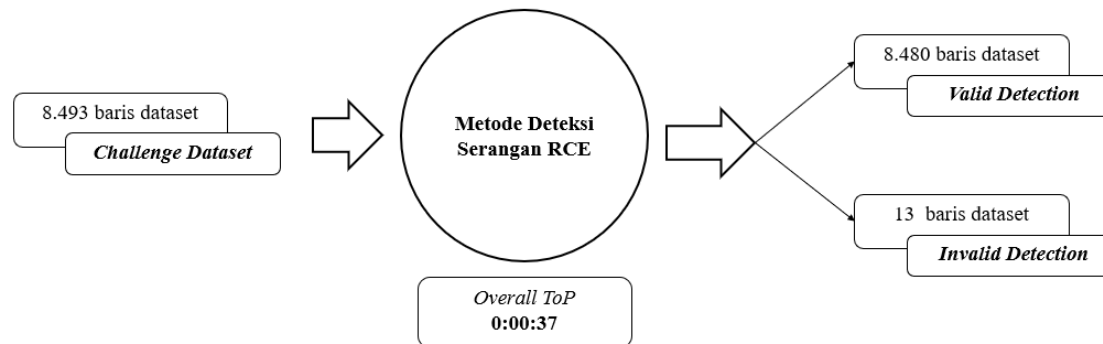 8.493 baris dataset
Challenge Dataset
Metode Deteksi
Serangan RCE
Overall ToP
0:00:37
8.480 baris dataset
Valid Detection
13 baris dataset
Invalid Detection